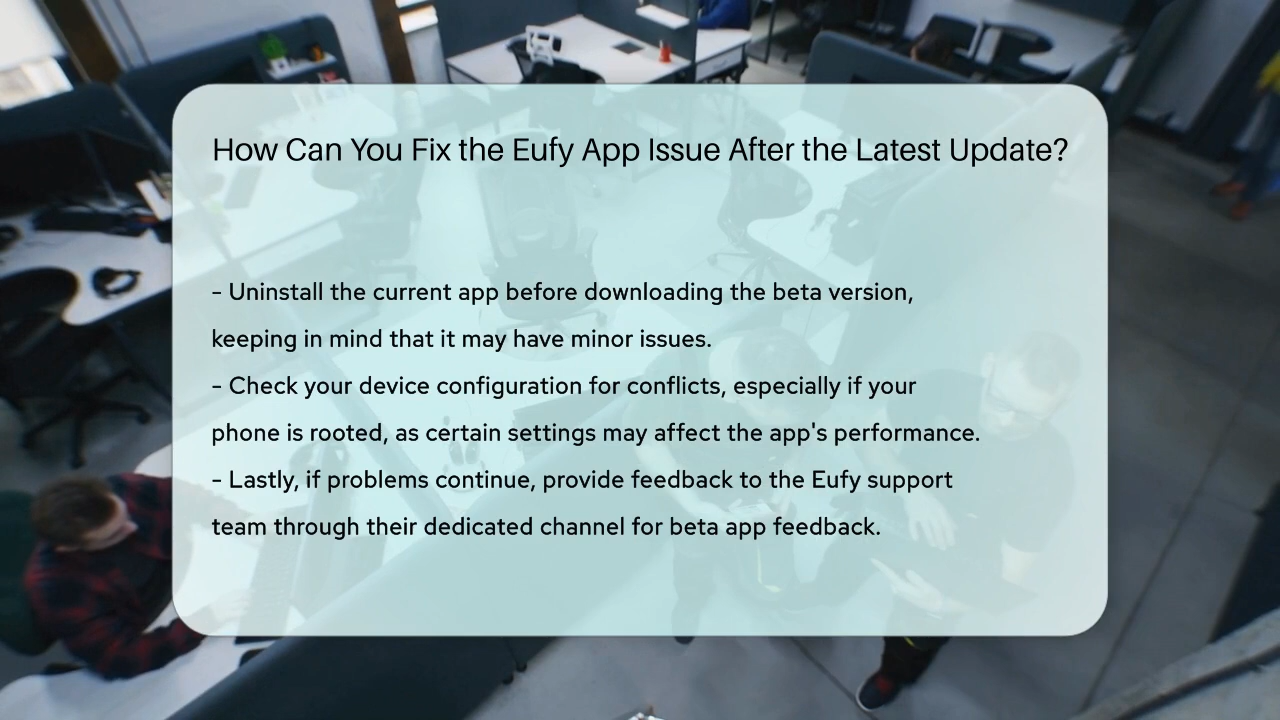 How Can You Fix the Eufy App Issue After the Latest Update?
- Uninstall the current app before downloading the beta version,
keeping in mind that it may have minor issues.
- Check your device configuration for conflicts, especially if your
phone is rooted, as certain settings may affect the app's performance.
- Lastly, if problems continue, provide feedback to the Eufy support
team through their dedicated channel for beta app feedback.